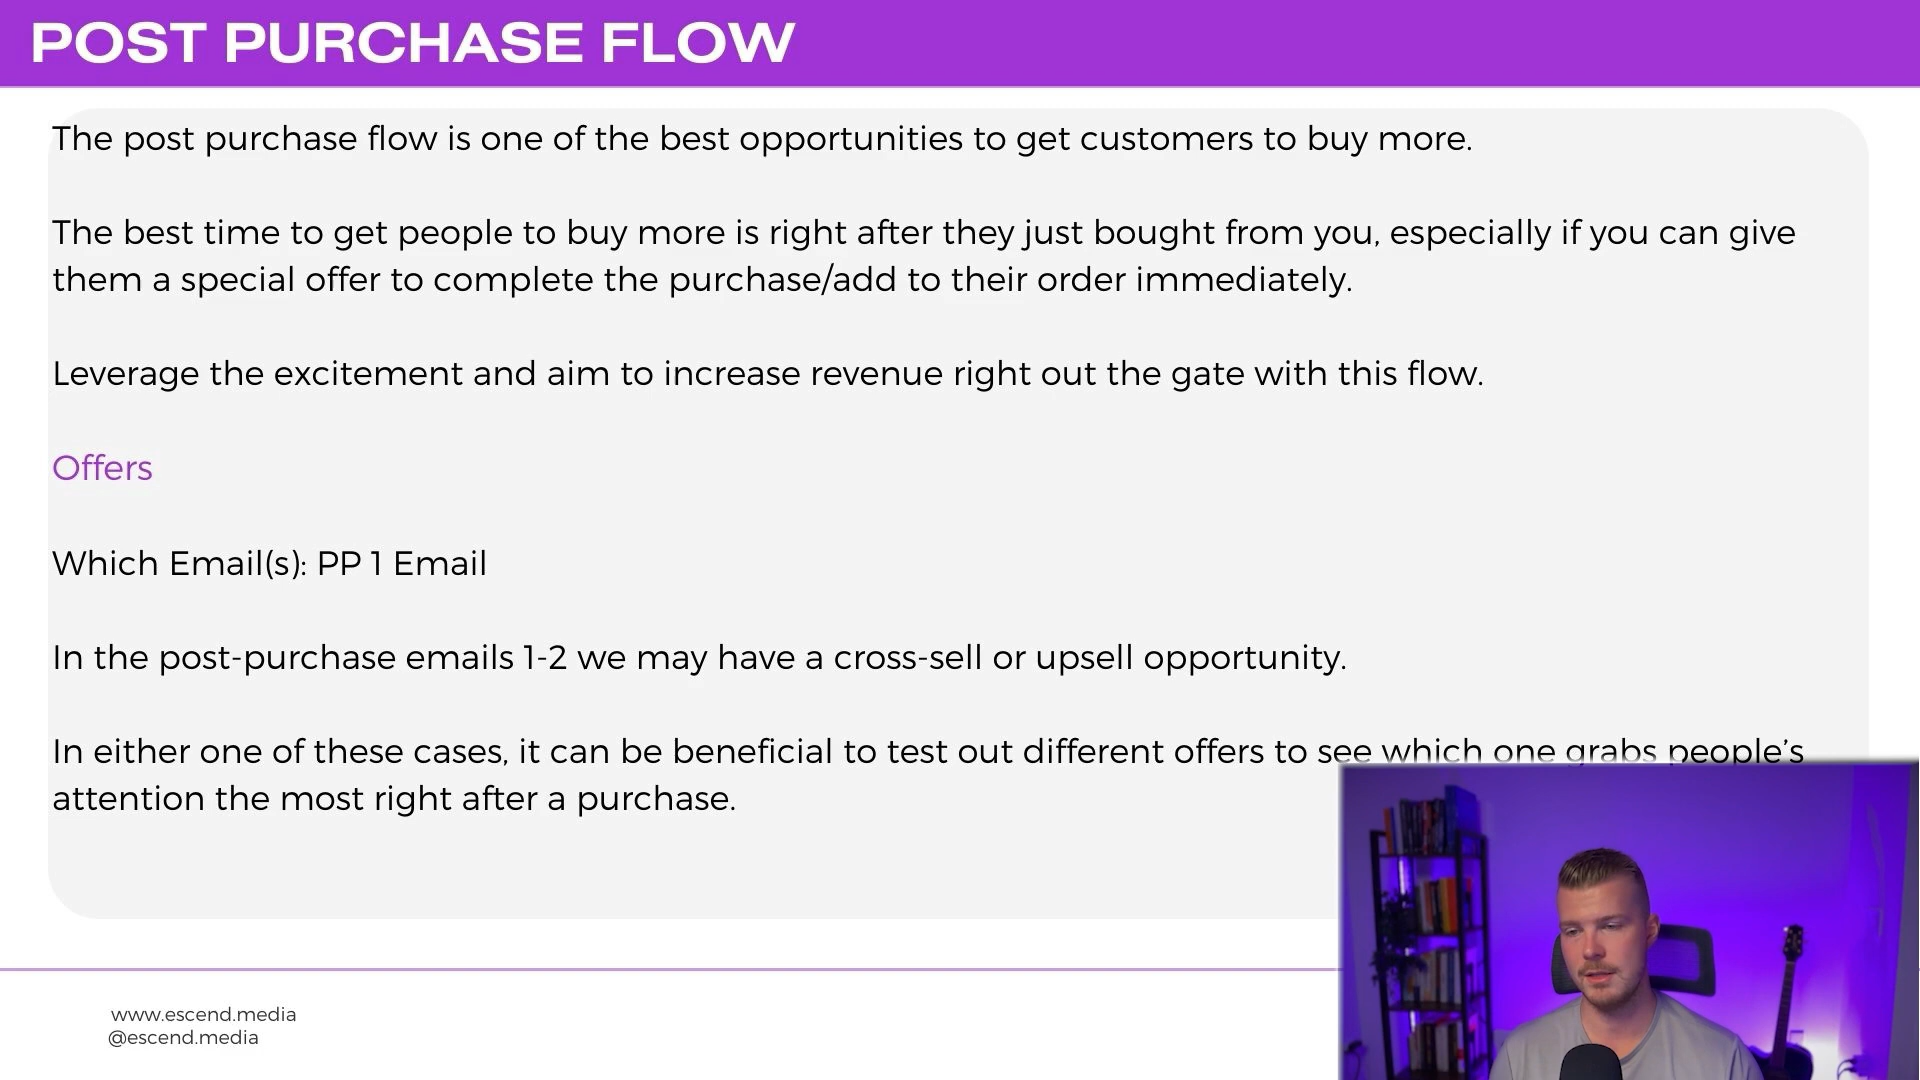 POST PURCHASE FLOW
The post purchase flow is one of the best opportunities to get customers to buy more.
The best time to get people to buy more is right after they just bought from you, especially if you can give
them a special offer to complete the purchase/add to their order immediately.
Leverage the excitement and aim to increase revenue right out the gate with this flow.
Offers
Which Email(s): PP 1 Email
In the post-purchase emails 1-2 we may have a cross-sell or upsell opportunity.
In either one of these cases, it can be beneficial to test out different offers to see which one grabs people's
attention the most right after a purchase.
www.escend.media
@escend.media